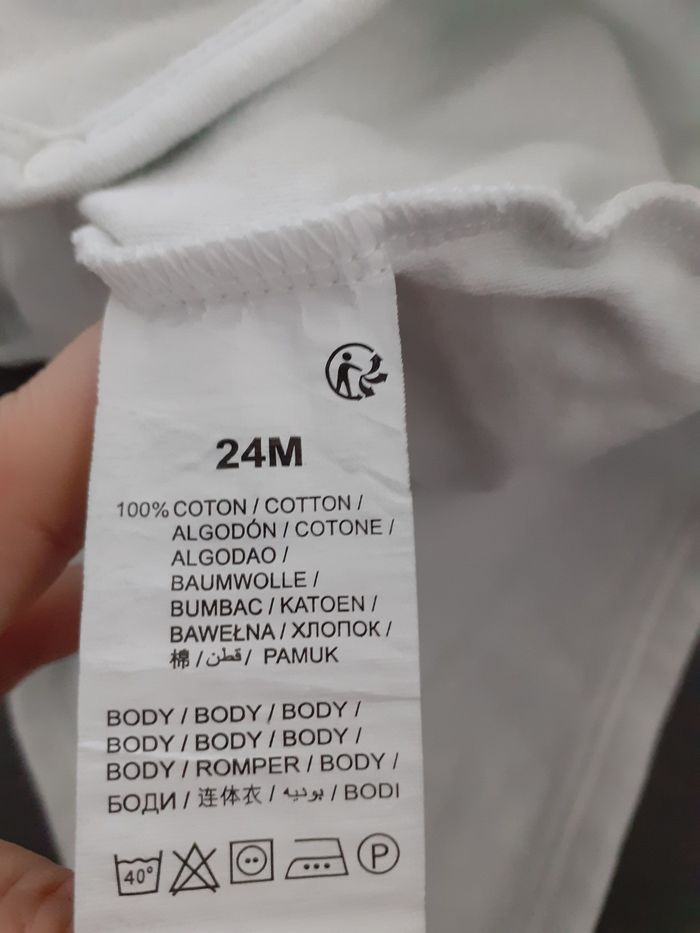 24M
100% COTON / COTTON /
ALGODÓN / COTONE /
ALGODAO /
BAUMWOLLE /
BUMBAC / KATOEN /
BAWEŁNA / ХЛОПОК /
棉 / قطن / PAMUK
BODY / BODY / BODY /
BODY / BODY / BODY /
BODY / ROMPER / BODY /
БОДИ / 连体衣 / / BODI
40° P